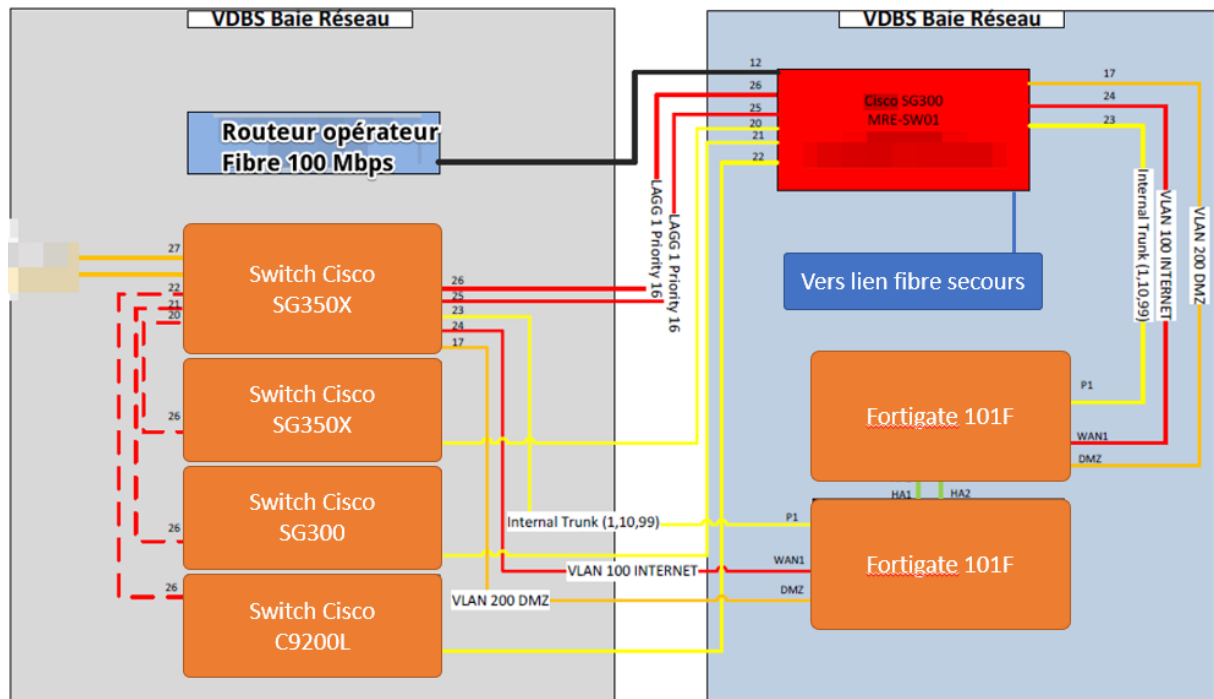 VDBS Baie Réseau
Routeur opérateur
Fibre 100 Mbps
27
22
21
20
Switch Cisco
SG350X
26
25
23
24
17
26
Switch Cisco
SG350X
26
Switch Cisco
SG300
26
Switch Cisco
C9200L
LAGG 1 Priority 16
LAGG 1 Priority 16
Internal Trunk (1,10,99)
VLAN 100 INTERNET
VLAN 200 DMZ
VDBS Baie Réseau
12
26
25
20
21
22
Cisco SG300
MRE-SW01
17
24
23
Vers lien fibre secours
Internal Trunk (1,10,99)
VLAN 100 INTERNET
VLAN 200 DMZ
Fortigate 101F
P1
WAN1
DMZ
HA1
HA2
P1
WAN1
DMZ
Fortigate 101F